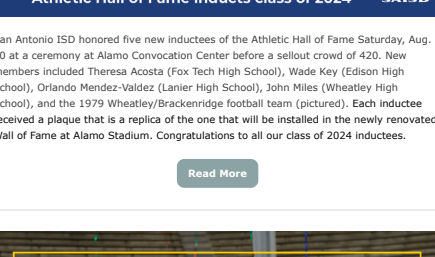 Athletic Hall of Fame inducts class of 2024 SAISD
an Antonio ISD honored five new inductees of the Athletic Hall of Fame Saturday, Aug.
0 at a ceremony at Alamo Convocation Center before a sellout crowd of 420. New
members included Theresa Acosta (Fox Tech High School), Wade Key (Edison High
chool), Orlando Mendez-Valdez (Lanier High School), John Miles (Wheatley High
chool), and the 1979 Wheatley/Brackenridge football team (pictured). Each inductee
eceived a plaque that is a replica of the one that will be installed in the newly renovated
Wall of Fame at Alamo Stadium. Congratulations to all our class of 2024 inductees.
Read More